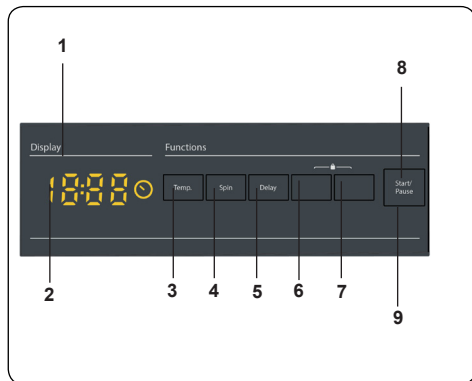 1
8
Display
Functions
18:88
Temp.
Spin
Delay
Start/
Pause
2
3
4
5
6
7
9